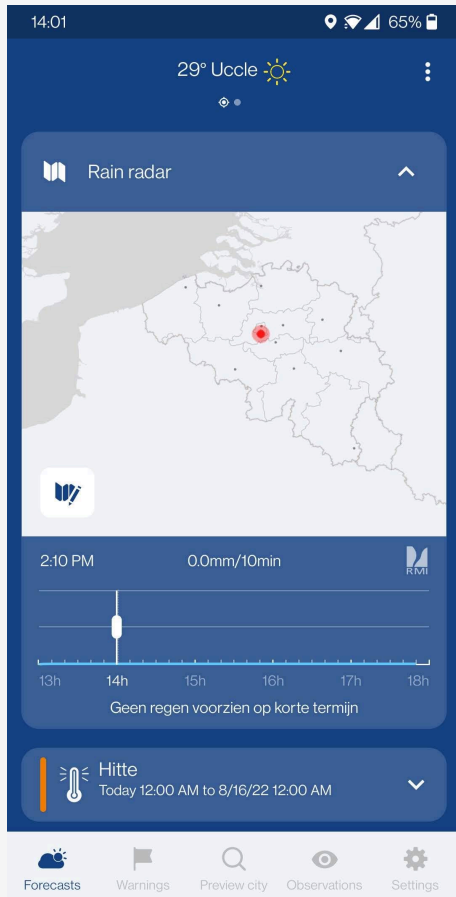 14:01
65%
29° Uccle
Rain radar
2:10 PM 0.0mm/10min
RMI
13h 14h 15h 16h 17h 18h
Geen regen voorzien op korte termijn
Hitte
Today 12:00 AM to 8/16/22 12:00 AM
Forecasts Warnings Preview city Observations Settings